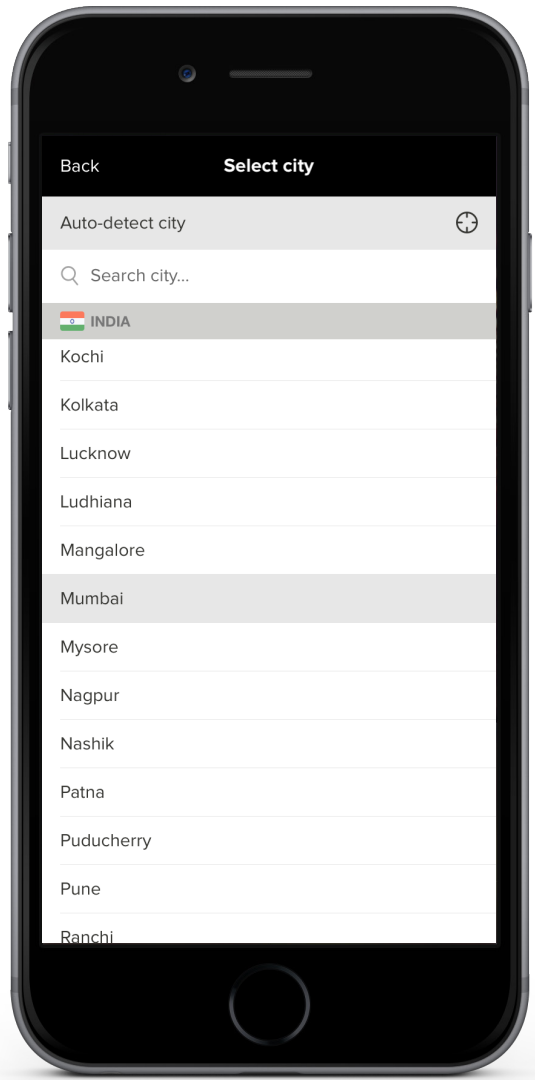 Back
Select city
Auto-detect city
Search city...
INDIA
Kochi
Kolkata
Lucknow
Ludhiana
Mangalore
Mumbai
Mysore
Nagpur
Nashik
Patna
Puducherry
Pune
Ranchi